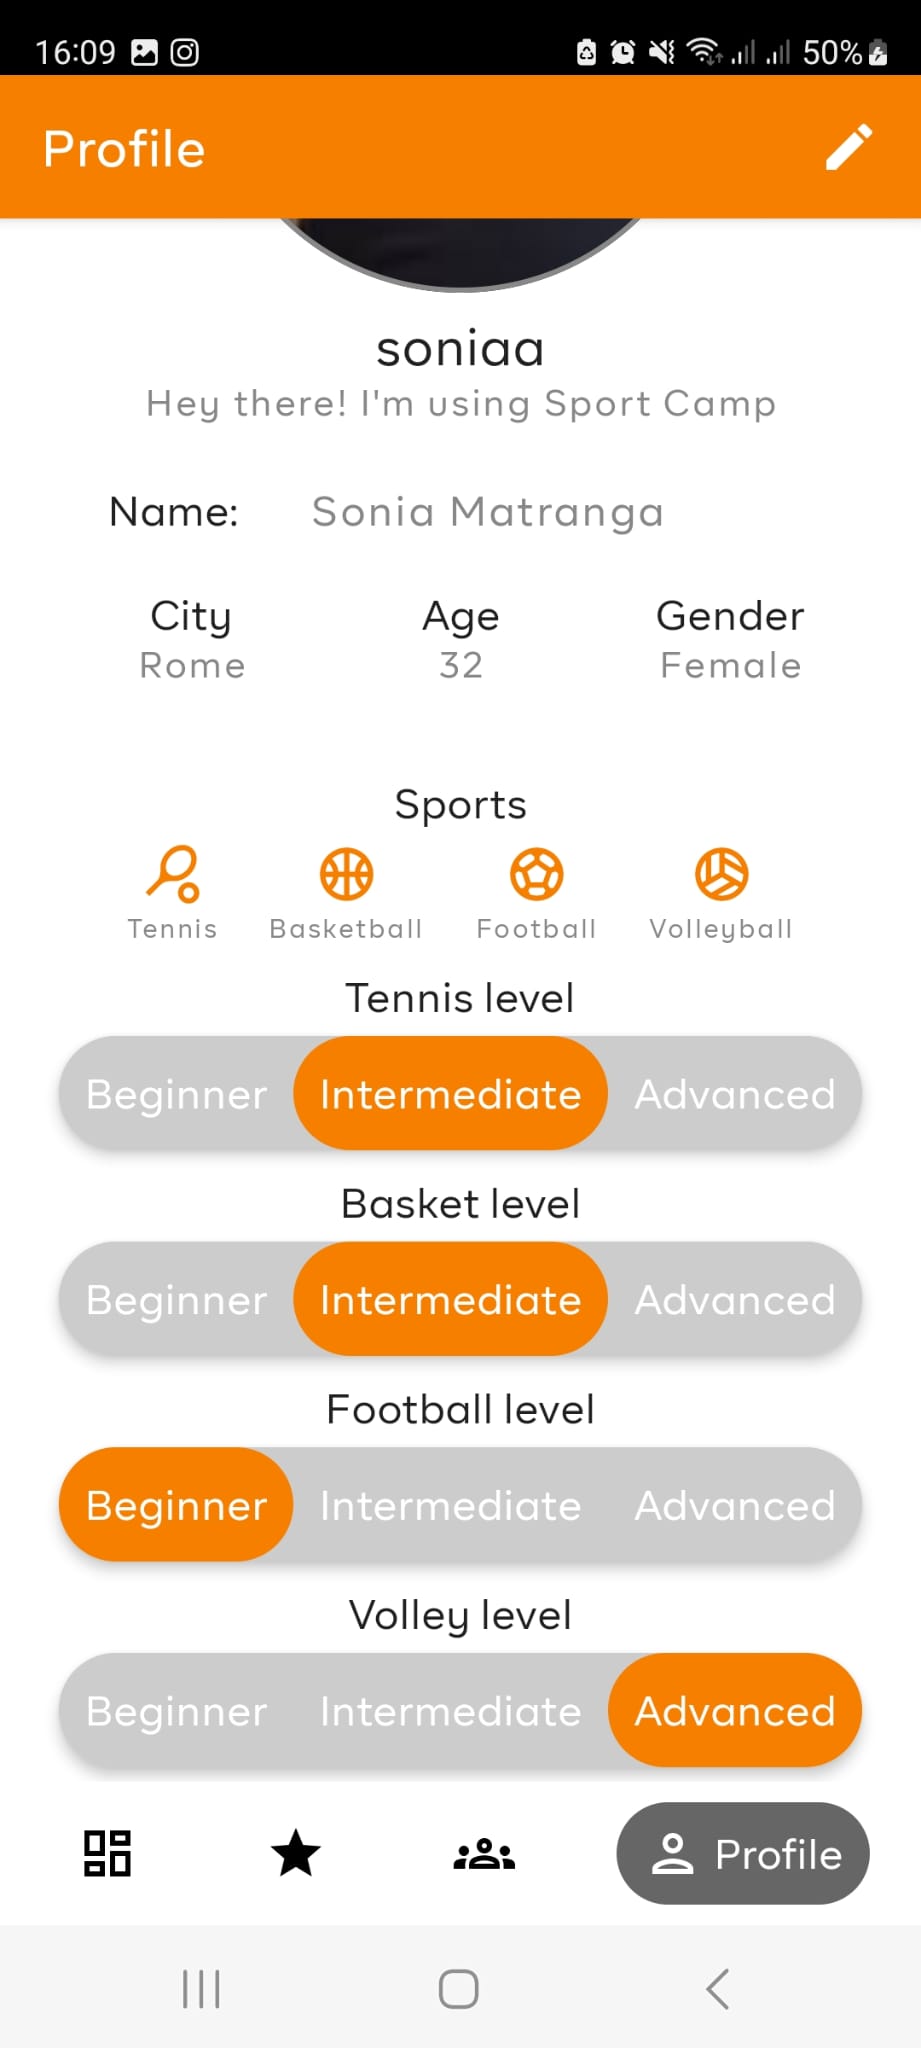 16:09 50%
Profile
soniaa
Hey there! I'm using Sport Camp
Name: Sonia Matranga
City Age Gender
Rome 32 Female
Sports
Tennis Basketball Football Volleyball
Tennis level
Beginner Intermediate Advanced
Basket level
Beginner Intermediate Advanced
Football level
Beginner Intermediate Advanced
Volley level
Beginner Intermediate Advanced
Profile